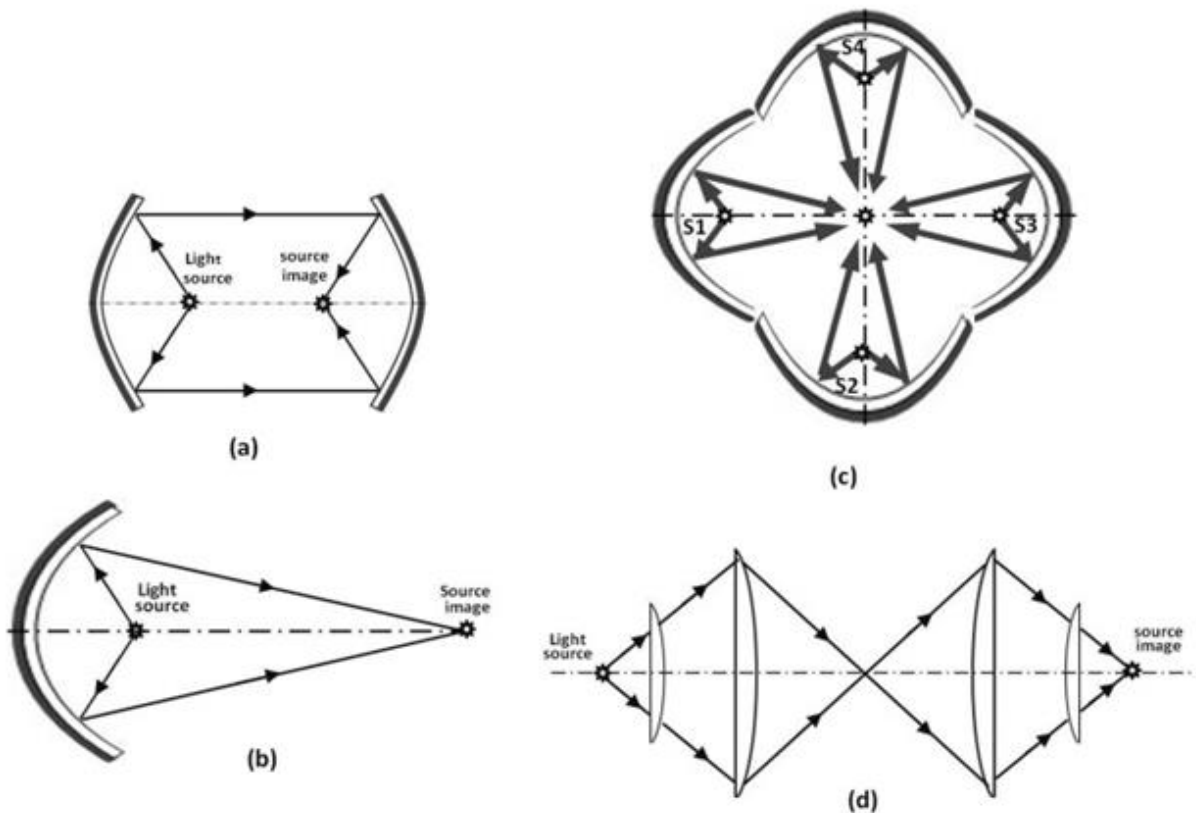 Light
source
source
image
(a)
S4
S1
S3
S2
(c)
Light
source
Source
image
(b)
Light
source
source
image
(d)